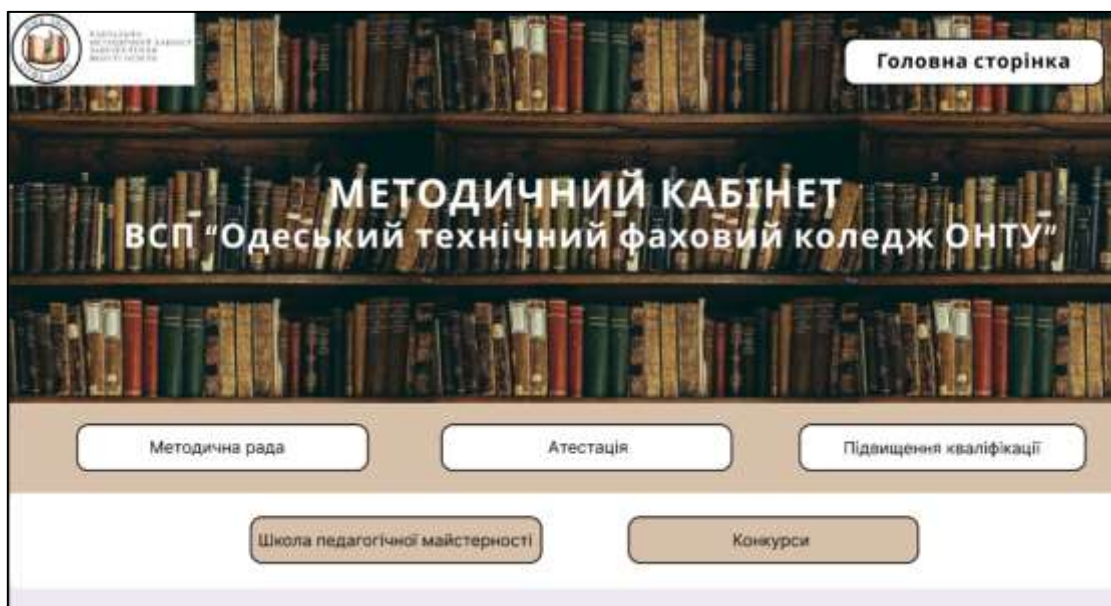 Головна сторінка
МЕТОДИЧНИЙ КАБІНЕТ
ВСП “Одеський технічний фаховий коледж ОНТУ”
Методична рада
Атестація
Підвищення кваліфікації
Школа педагогічної майстерності
Конкурси